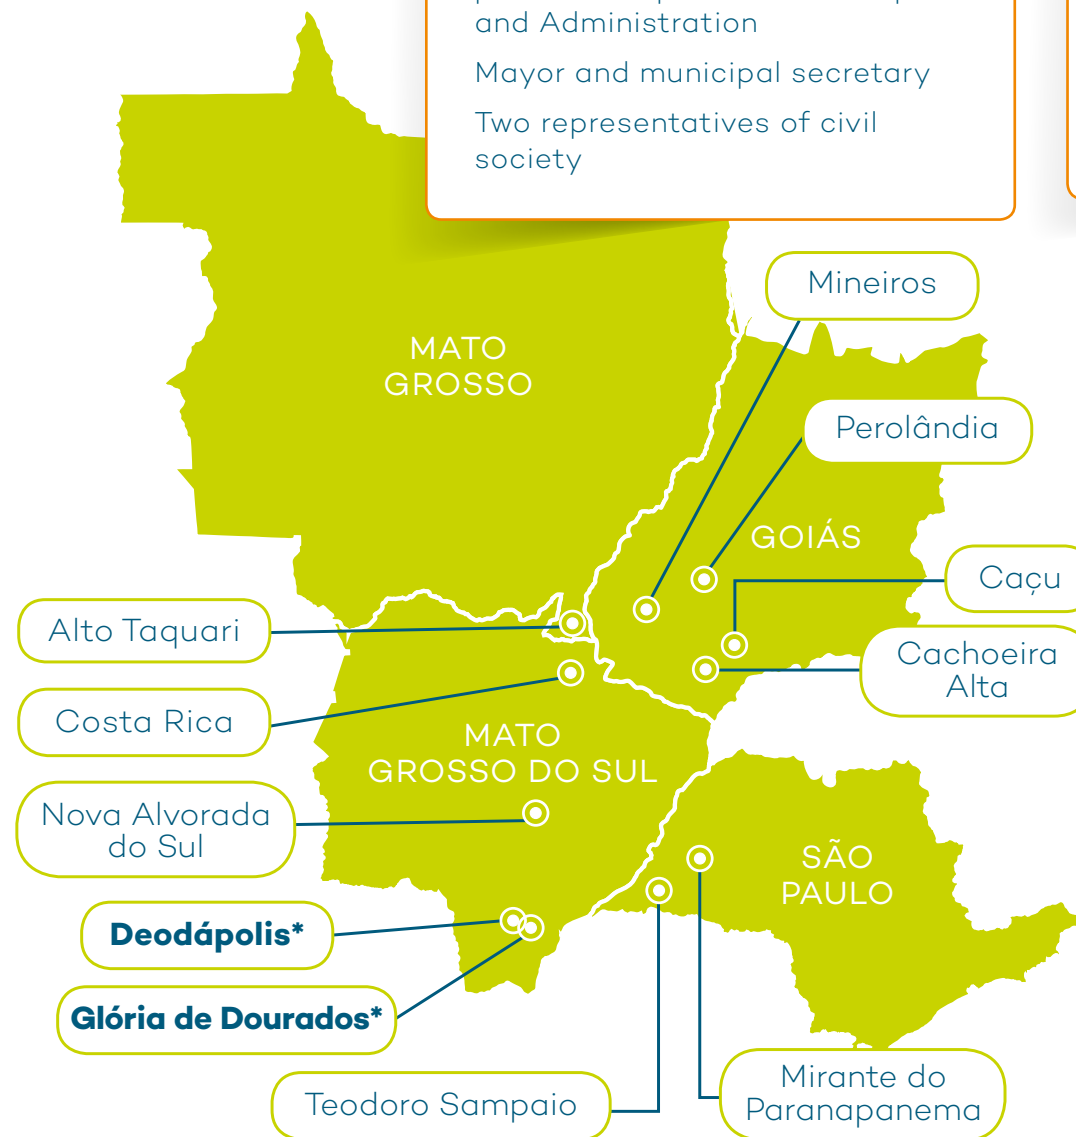 and Administration
Mayor and municipal secretary
Two representatives of civil
society
Mineiros
MATO
GROSSO
Perolândia
GOIÁS
Caçu
Alto Taquari
Cachoeira
Alta
Costa Rica
MATO
GROSSO DO SUL
Nova Alvorada
do Sul
SÃO
PAULO
Deodápolis*
Glória de Dourados*
Mirante do
Paranapanema
Teodoro Sampaio